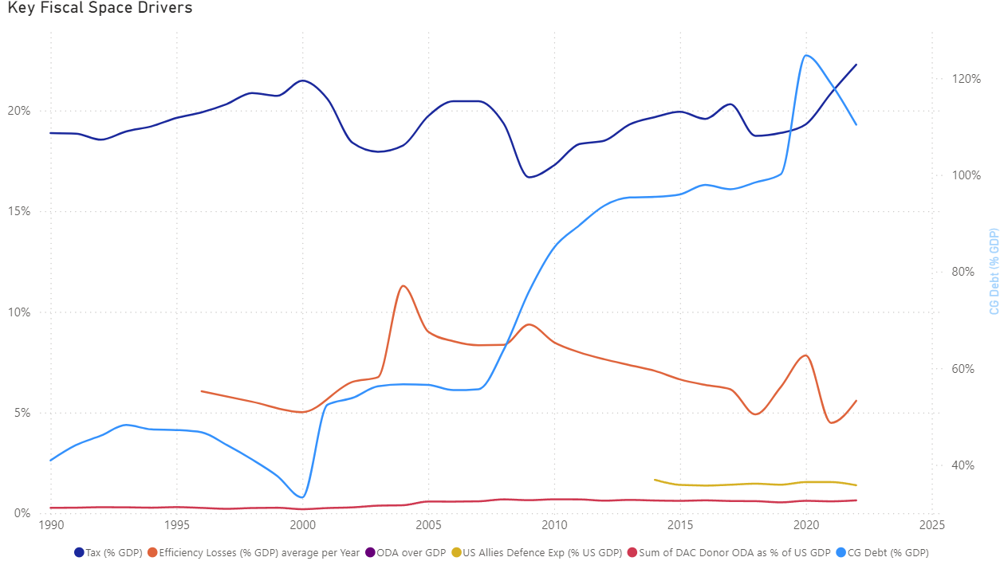 Key Fiscal Space Drivers
20%
15%
10%
5%
0%
120%
100%
80%
60%
40%
CG Debt (% GDP)
1990 1995 2000 2005 2010 2015 2020 2025
Tax (% GDP) Efficiency Losses (% GDP) average per Year ODA over GDP US Allies Defence Exp (% US GDP) Sum of DAC Donor ODA as % of US GDP CG Debt (% GDP)